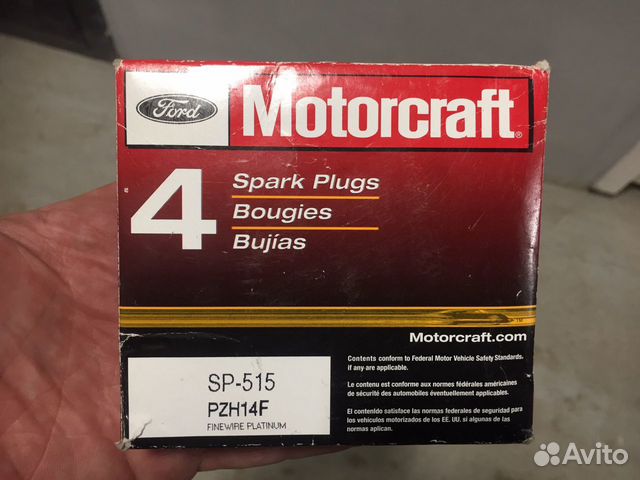 Ford
Motorcraft®
4
Spark Plugs
Bougies
Bujías
Motorcraft.com
Contents conform to Federal Motor Vehicle Safety Standards,
if any are applicable.
Le contenu est conforme aux normes fédérales américaines
de sécurité des automobiles éventuellement applicables.
El contenido satisface las normas federales de seguridad para
los vehículos motorizados de los EE. UU. si algunas de las
normas aplican.
SP-515
PZH14F
FINEWIRE PLATINUM
Avito